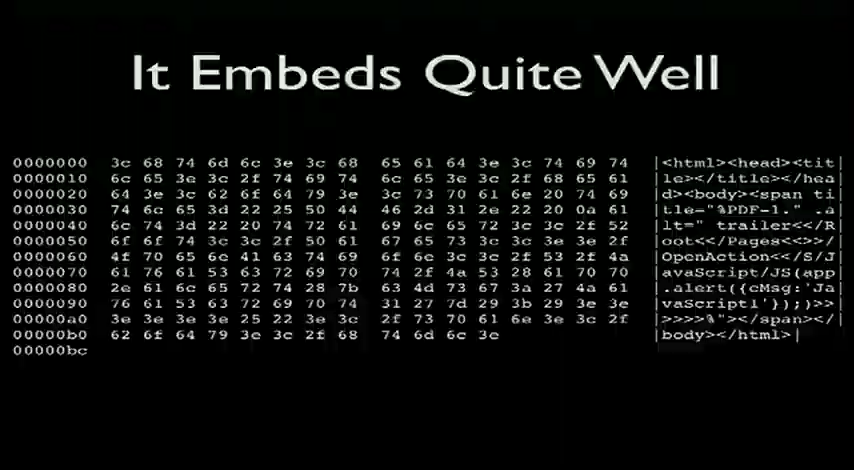 It Embeds Quite Well
0000000 3c 68 74 6d 6c 3e 3c 68 65 61 64 3e 3c 74 69 74 |<html><head><tit|
0000010 6c 65 3e 3c 2f 74 69 74 6c 65 3e 3c 2f 68 65 61 |le></title></hea|
0000020 64 3e 3c 62 6f 64 79 3e 3c 73 70 61 6e 20 74 69 |d><body><span ti|
0000030 74 6c 65 3d 22 25 50 44 46 2d 31 2e 22 20 0a 61 |tle="%PDF-1." .a|
0000040 6c 74 3d 22 20 74 72 61 69 6c 65 72 3c 3c 2f 52 |lt=" trailer<</R|
0000050 6f 6f 74 3c 3c 2f 50 61 67 65 73 3c 3c 3e 3e 2f |oot<</Pages<<>>/|
0000060 4f 70 65 6e 41 63 74 69 6f 6e 3c 3c 2f 53 2f 4a |OpenAction<</S/J|
0000070 61 76 61 53 63 72 69 70 74 2f 4a 53 28 61 70 70 |avaScript/JS(app|
0000080 2e 61 6c 65 72 74 28 7b 63 4d 73 67 3a 27 4a 61 |.alert({cMsg:'Ja|
0000090 76 61 53 63 72 69 70 74 31 27 7d 29 3b 29 3e 3e |vaScript1'});)>>|
00000a0 3e 3e 3e 3e 25 22 3e 3c 2f 73 70 61 6e 3e 3c 2f |>>>>%"></span></|
00000b0 62 6f 64 79 3e 3c 2f 68 74 6d 6c 3e |body></html>|
00000bc